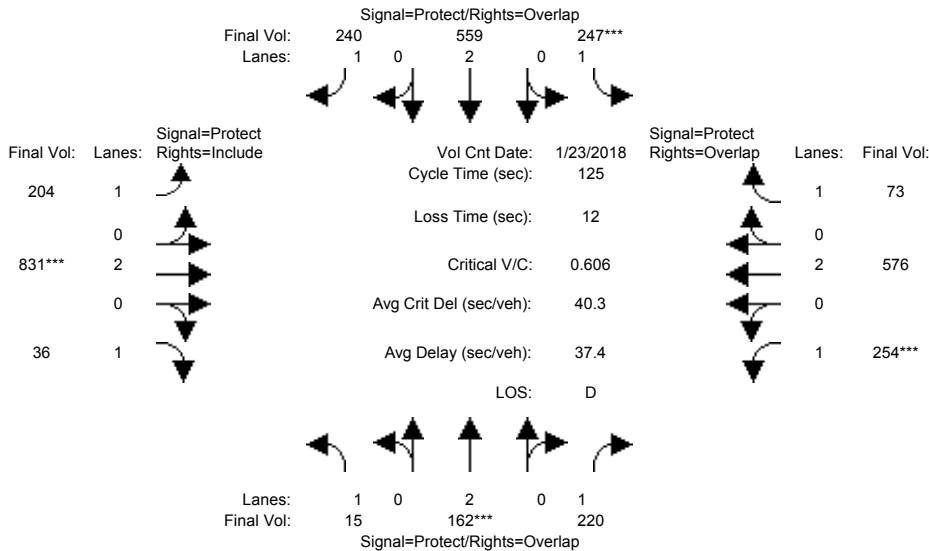 Signal=Protect/Rights=Overlap
Final Vol: 240 559 247***
Lanes: 1 0 2 0 1
Signal=Protect Signal=Protect
Final Vol: Lanes: Rights=Include Vol Cnt Date: 1/23/2018 Rights=Overlap Lanes: Final Vol:
Cycle Time (sec): 125
204 1 1 73
Loss Time (sec): 12
0 0
831*** 2 Critical V/C: 0.606 2 576
0 Avg Crit Del (sec/veh): 40.3 0
36 1 Avg Delay (sec/veh): 37.4 1 254***
LOS: D
Lanes: 1 0 2 0 1
Final Vol: 15 162*** 220
Signal=Protect/Rights=Overlap